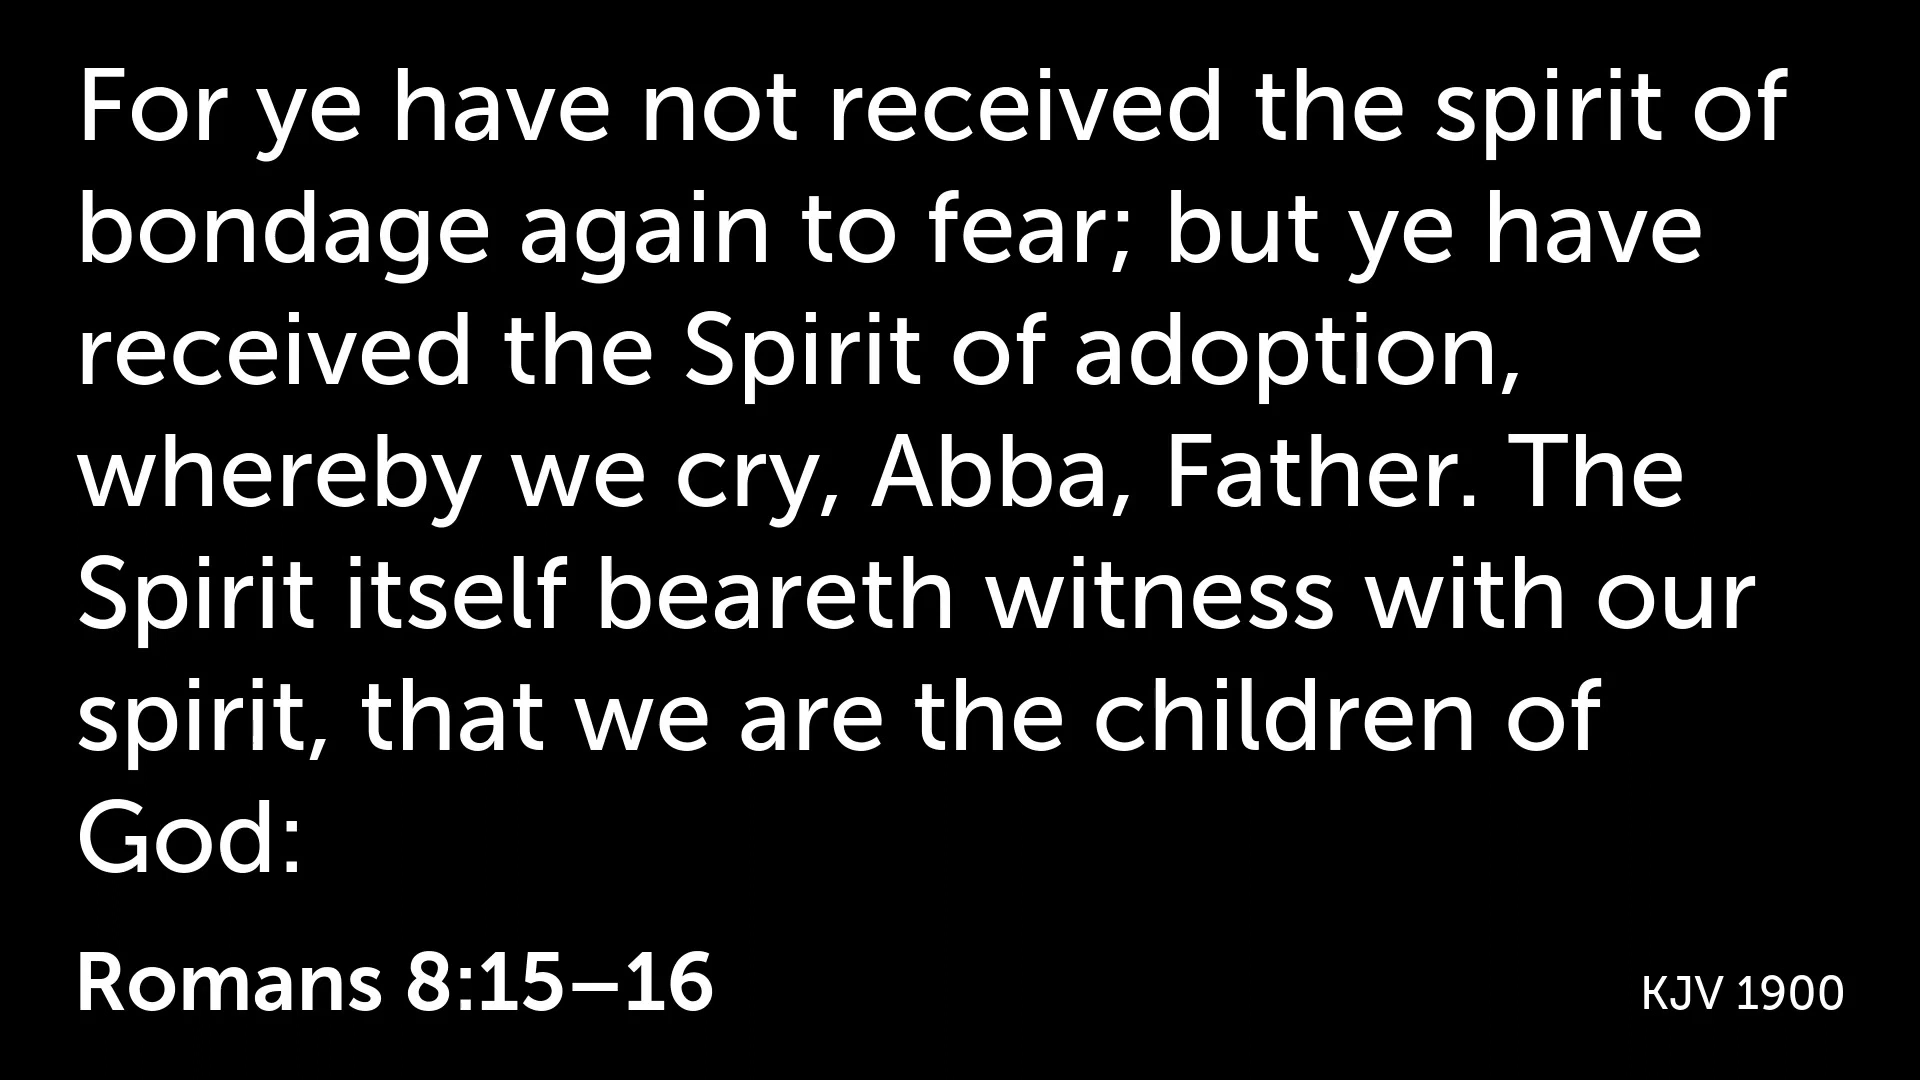 For ye have not received the spirit of
bondage again to fear; but ye have
received the Spirit of adoption,
whereby we cry, Abba, Father. The
Spirit itself beareth witness with our
spirit, that we are the children of
God:
Romans 8:15–16
KJV 1900